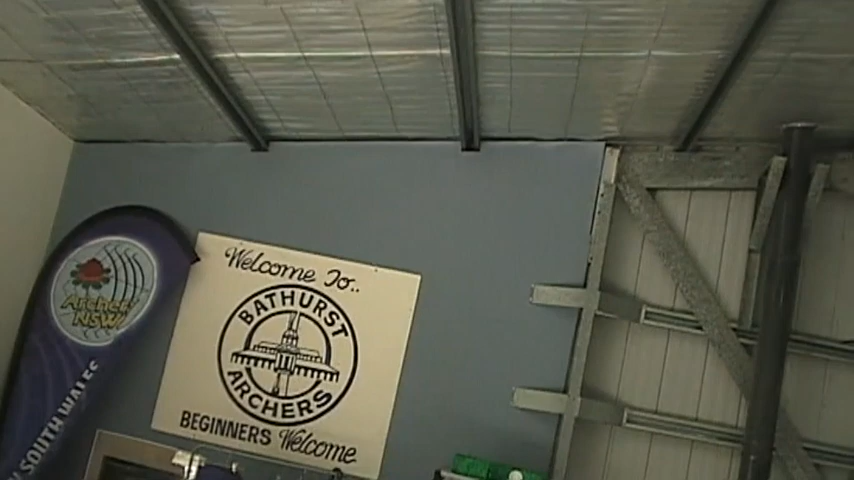 Welcome To..
BATHURST
ARCHERS
BEGINNERS Welcome
Archery
NSW
SOUTH WALES